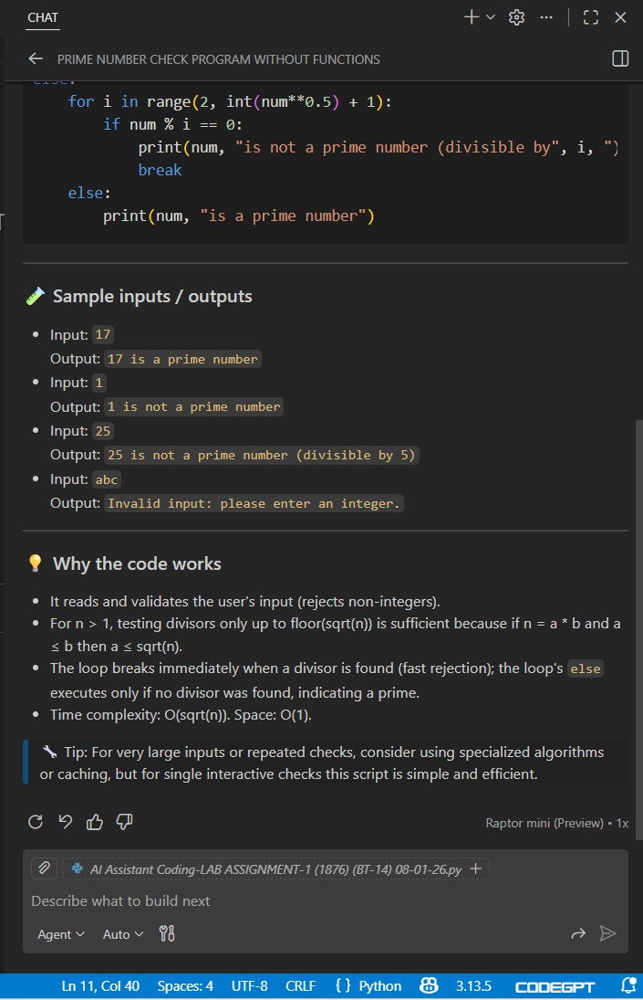 CHAT
PRIME NUMBER CHECK PROGRAM WITHOUT FUNCTIONS
else:
for i in range(2, int(num**0.5) + 1):
if num % i == 0:
print(num, "is not a prime number (divisible by", i, ")
break
else:
print(num, "is a prime number")
Sample inputs / outputs
Input: 17
Output: 17 is a prime number
Input: 1
Output: 1 is not a prime number
Input: 25
Output: 25 is not a prime number (divisible by 5)
Input: abc
Output: Invalid input: please enter an integer.
Why the code works
It reads and validates the user's input (rejects non-integers).
For n > 1, testing divisors only up to floor(sqrt(n)) is sufficient because if n = a * b and a
≤ b then a ≤ sqrt(n).
The loop breaks immediately when a divisor is found (fast rejection); the loop's else
executes only if no divisor was found, indicating a prime.
Time complexity: O(sqrt(n)). Space: O(1).
Tip: For very large inputs or repeated checks, consider using specialized algorithms
or caching, but for single interactive checks this script is simple and efficient.
Raptor mini (Preview) • 1x
AI Assistant Coding-LAB ASSIGNMENT-1 (1876) (BT-14) 08-01-26.py
Describe what to build next
Agent Auto
Ln 11, Col 40 Spaces: 4 UTF-8 CRLF { } Python 3.13.5 CODEGPT